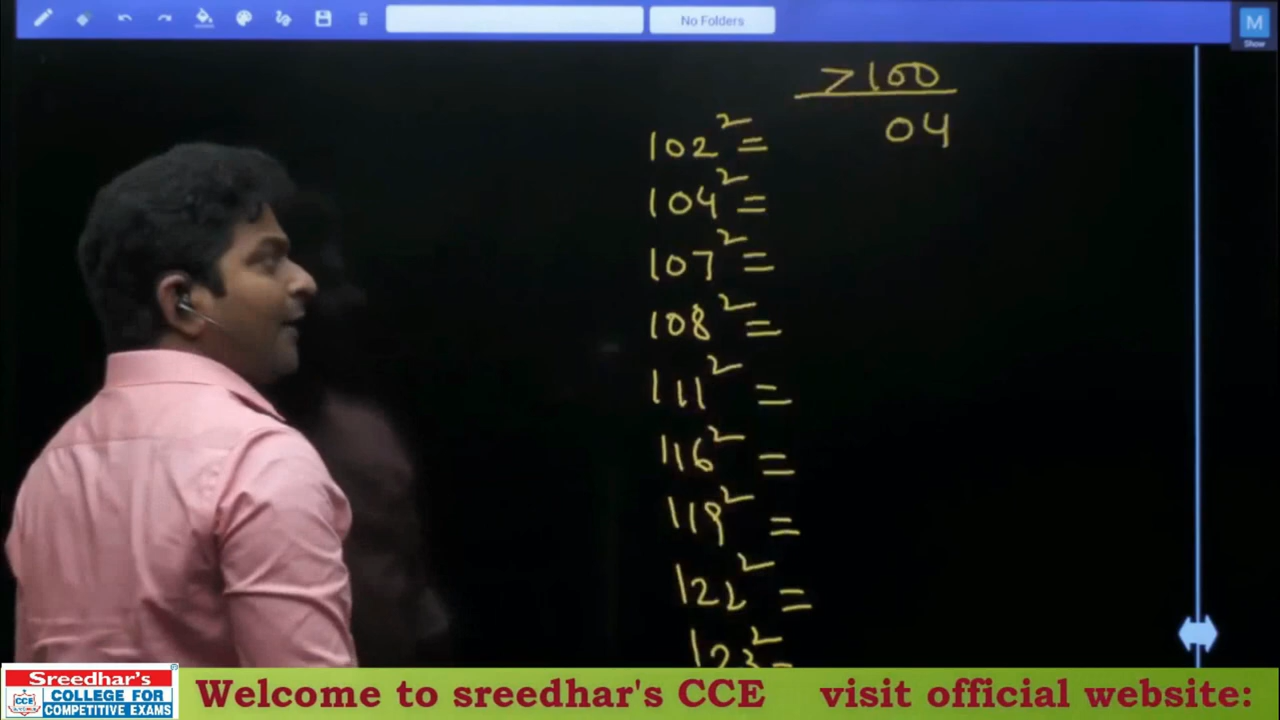 No Folders
M
Show
>100
102²= 04
104²=
107²=
108²=
111²=
116²=
119²=
122²=
123²=
Sreedhar's
CCE
COLLEGE FOR
COMPETITIVE EXAMS
Welcome to sreedhar's CCE visit official website: